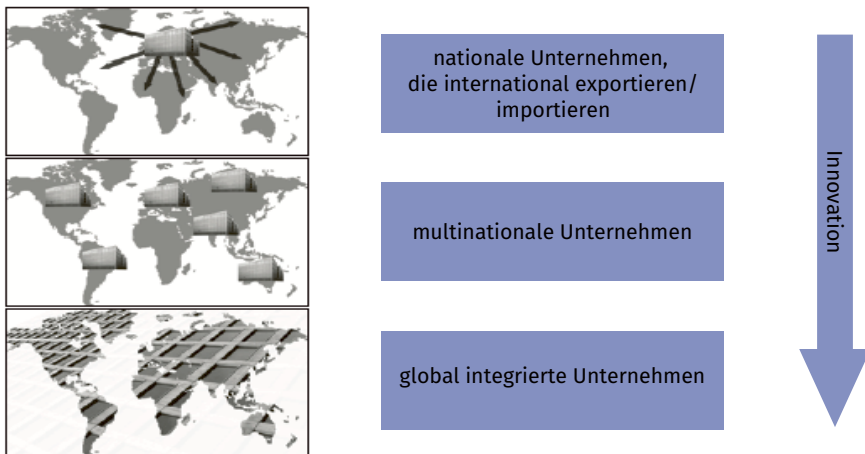 nationale Unternehmen,
die international exportieren/
importieren
multinationale Unternehmen
global integrierte Unternehmen
Innovation